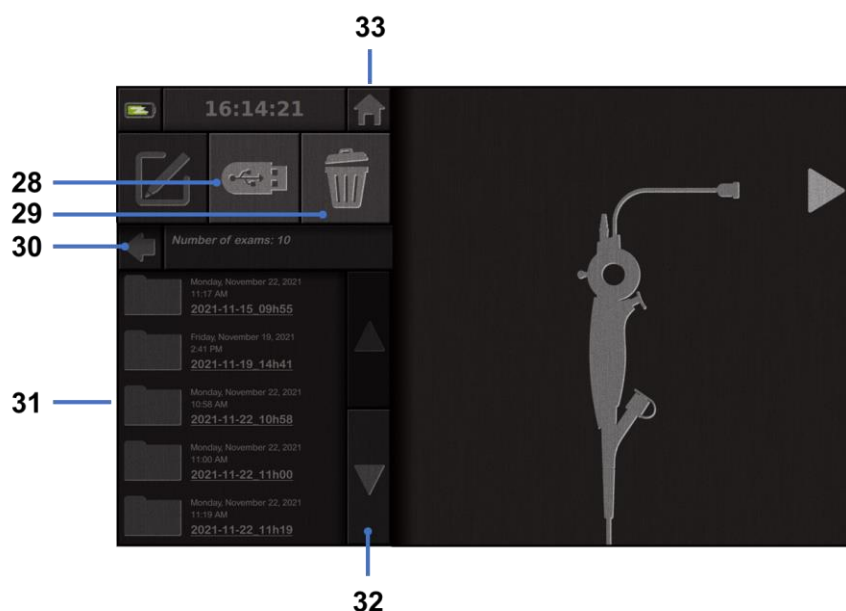 33
16:14:21
28
29
30
Number of exams: 10
Monday, November 22, 2021
11:17 AM
2021-11-15_09h55
Friday, November 19, 2021
2:41 PM
2021-11-19_14h41
31
Monday, November 22, 2021
10:58 AM
2021-11-22_10h58
Monday, November 22, 2021
11:00 AM
2021-11-22_11h00
Monday, November 22, 2021
11:19 AM
2021-11-22_11h19
32